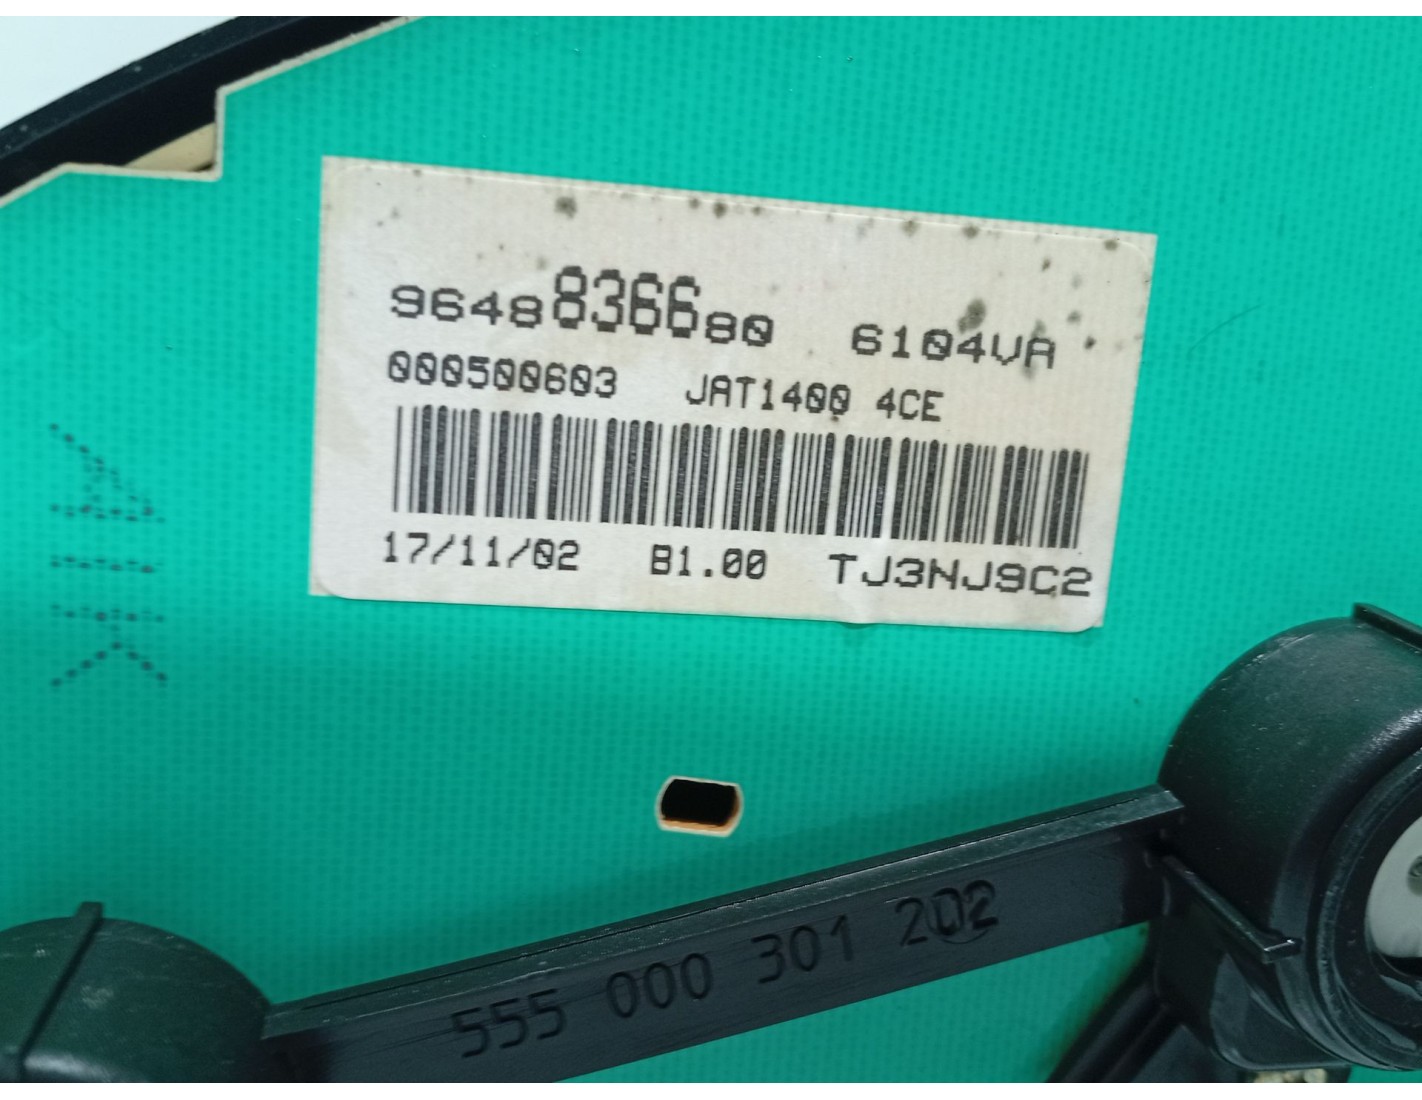 9648836680 6104VA
000500603 JAT1400 4CE
17/11/02 B1.00 TJ3NJ9C2
555 000 301 202